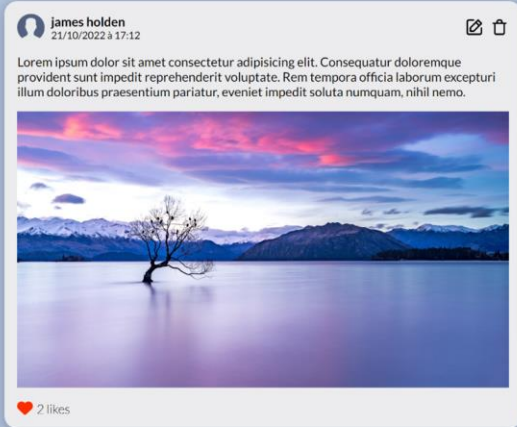 james holden
21/10/2022 à 17:12
Lorem ipsum dolor sit amet consectetur adipisicing elit. Consequatur doloremque
provident sunt impedit reprehenderit voluptate. Rem tempora officia laborum excepturi
illum doloribus praesentium pariatur, eveniet impedit soluta numquam, nihil nemo.
2 likes